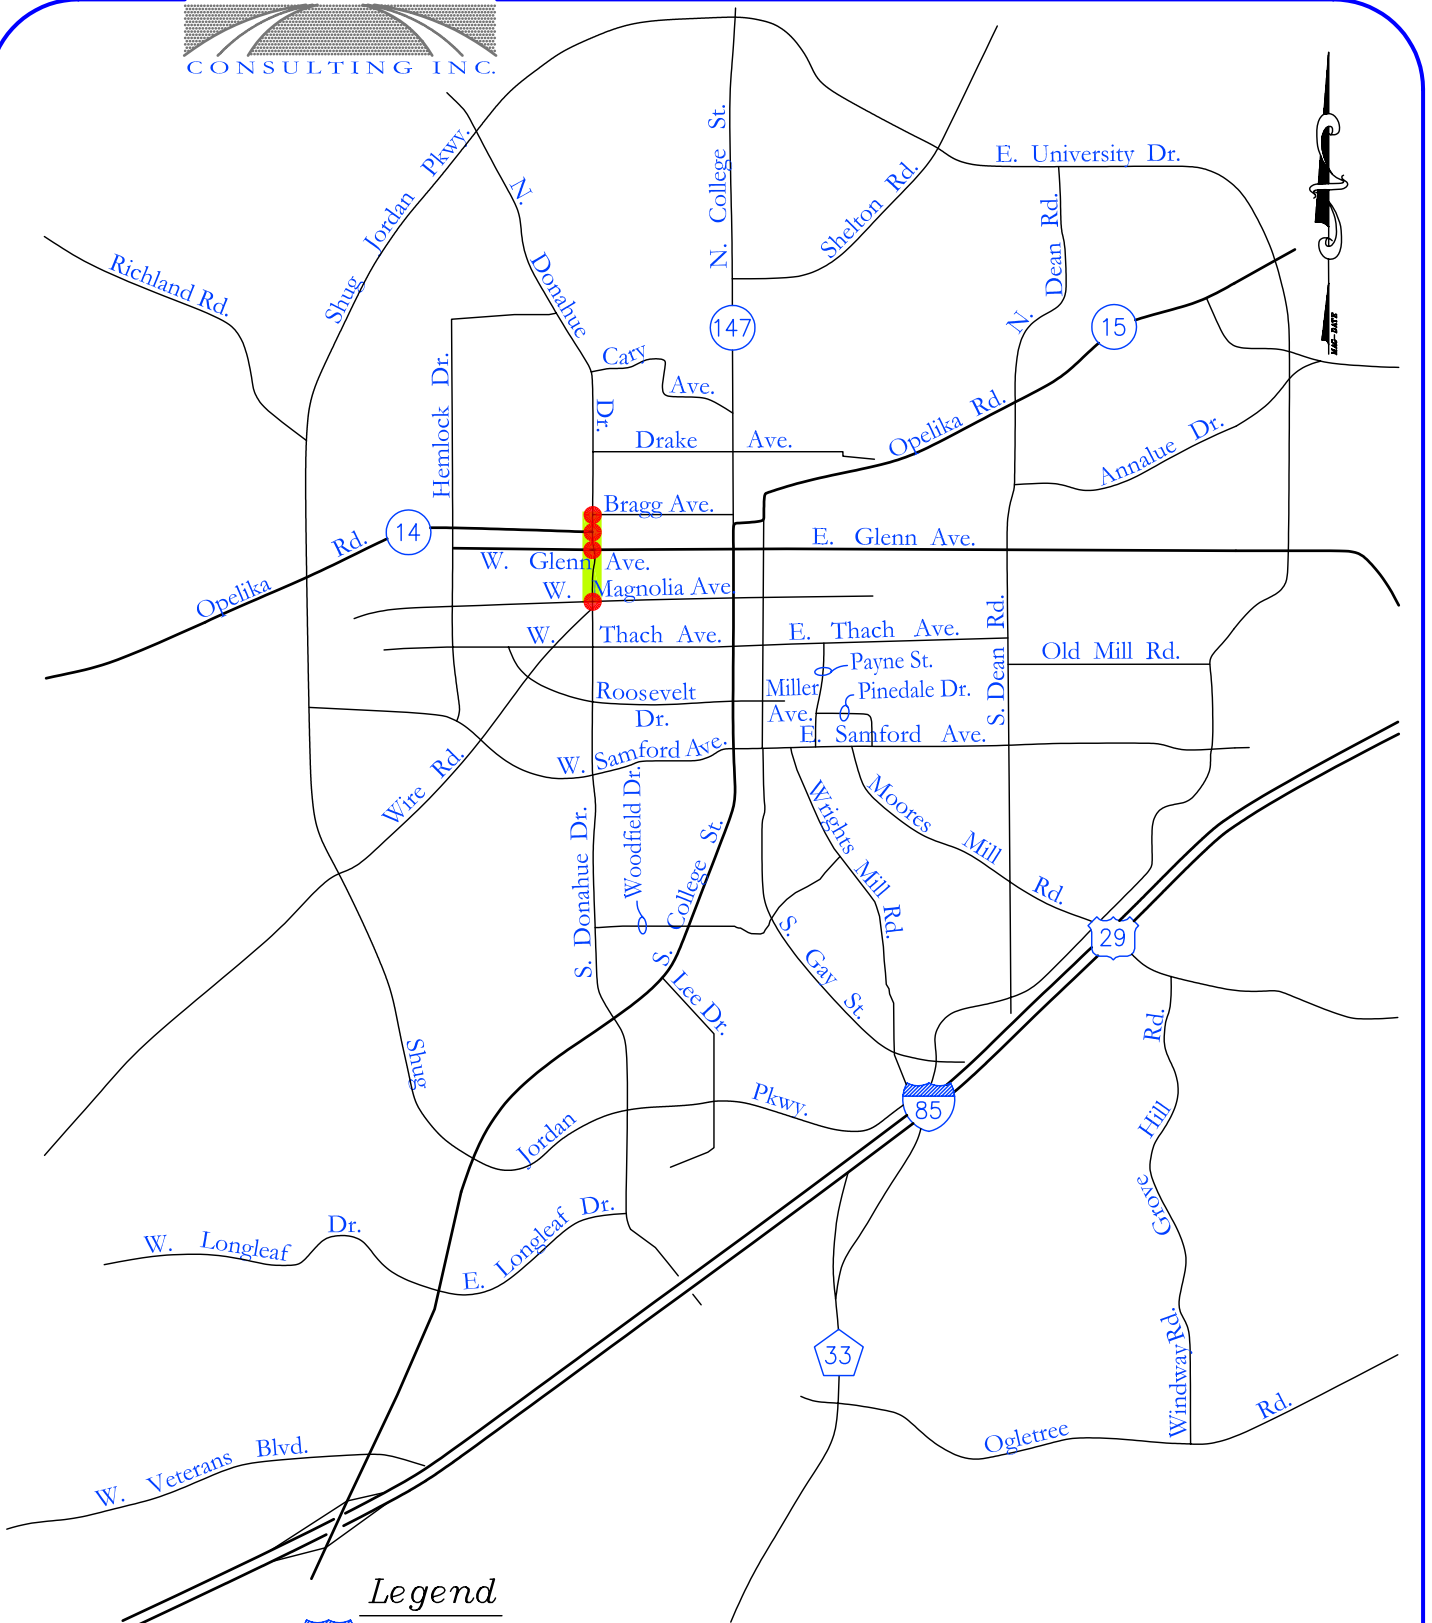 CONSULTING INC.
N. College St.
Shug Jordan Pkwy.
E. University Dr.
N. Donahue Dr.
Shelton Rd.
N. Dean Rd.
Richland Rd.
147
15
MAG-DATE
Cary Ave.
Hemlock Dr.
Opelika Rd.
Drake Ave.
Annalue Dr.
Bragg Ave.
14
Opelika Rd.
E. Glenn Ave.
W. Glenn Ave.
W. Magnolia Ave.
W. Thach Ave.
E. Thach Ave.
S. Dean Rd.
Old Mill Rd.
Payne St.
Miller Ave.
Pinedale Dr.
Roosevelt Dr.
E. Samford Ave.
W. Samford Ave.
Wire Rd.
Woodfield Dr.
S. Donahue Dr.
S. College St.
Wrights Mill Rd.
Moores Mill Rd.
29
S. Gay St.
S. Lee Dr.
Shug Jordan Pkwy.
85
Grove Hill Rd.
W. Longleaf Dr.
E. Longleaf Dr.
33
Windway Rd.
Ogletree Rd.
W. Veterans Blvd.
Legend